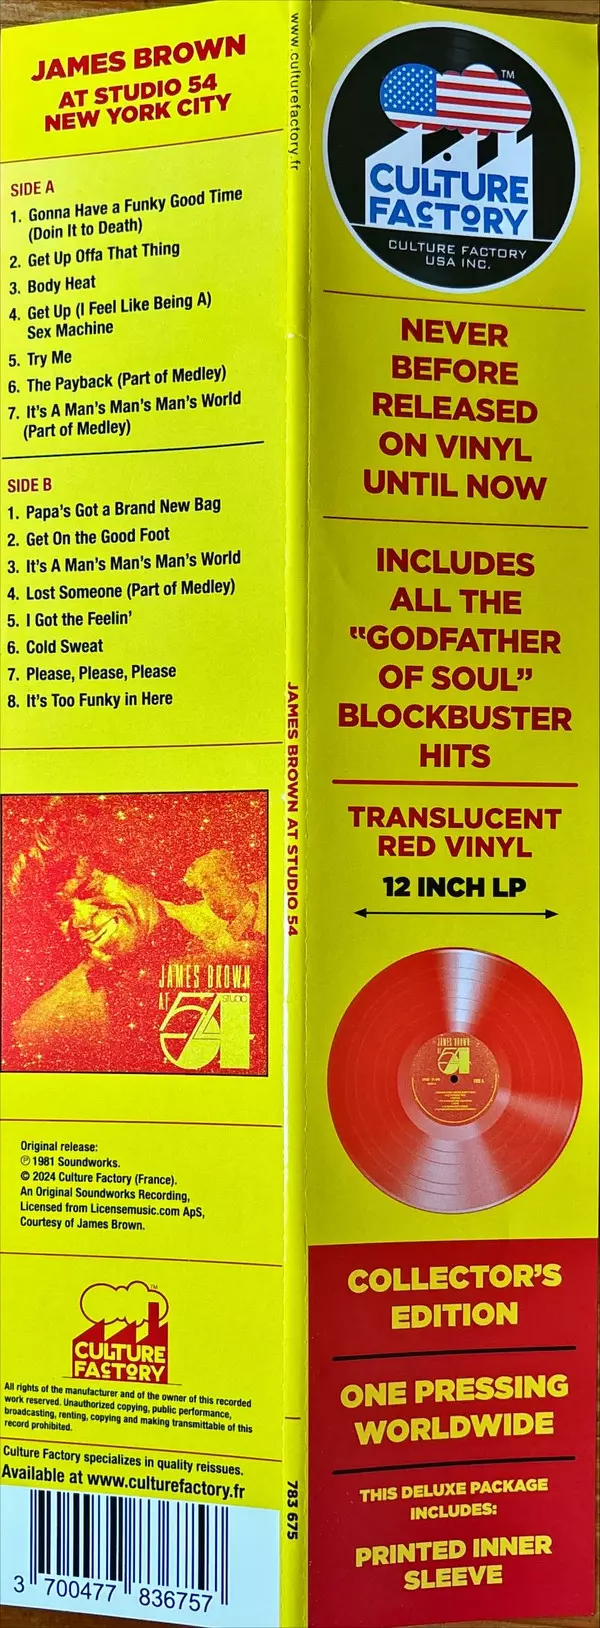 JAMES BROWN
AT STUDIO 54
NEW YORK CITY
SIDE A
1. Gonna Have a Funky Good Time
(Doin It to Death)
2. Get Up Offa That Thing
3. Body Heat
4. Get Up (I Feel Like Being A)
Sex Machine
5. Try Me
6. The Payback (Part of Medley)
7. It's A Man's Man's Man's World
(Part of Medley)
SIDE B
1. Papa's Got a Brand New Bag
2. Get On the Good Foot
3. It's A Man's Man's Man's World
4. Lost Someone (Part of Medley)
5. I Got the Feelin'
6. Cold Sweat
7. Please, Please, Please
8. It's Too Funky in Here
JAMES BROWN
AT STUDIO
54
Original release:
℗ 1981 Soundworks.
© 2024 Culture Factory (France).
An Original Soundworks Recording,
Licensed from Licensemusic.com ApS,
Courtesy of James Brown.
TM
CULTURE
FACTORY
All rights of the manufacturer and of the owner of this recorded
work reserved. Unauthorized copying, public performance,
broadcasting, renting, copying and making transmittable of this
record prohibited.
Culture Factory specializes in quality reissues.
Available at www.culturefactory.fr
3 700477 836757
www.culturefactory.fr
JAMES BROWN AT STUDIO 54
783 675
TM
CULTURE
FACTORY
CULTURE FACTORY
USA INC.
NEVER
BEFORE
RELEASED
ON VINYL
UNTIL NOW
INCLUDES
ALL THE
“GODFATHER
OF SOUL”
BLOCKBUSTER
HITS
TRANSLUCENT
RED VINYL
12 INCH LP
JAMES BROWN
54
COLLECTOR'S
EDITION
ONE PRESSING
WORLDWIDE
THIS DELUXE PACKAGE
INCLUDES:
PRINTED INNER
SLEEVE